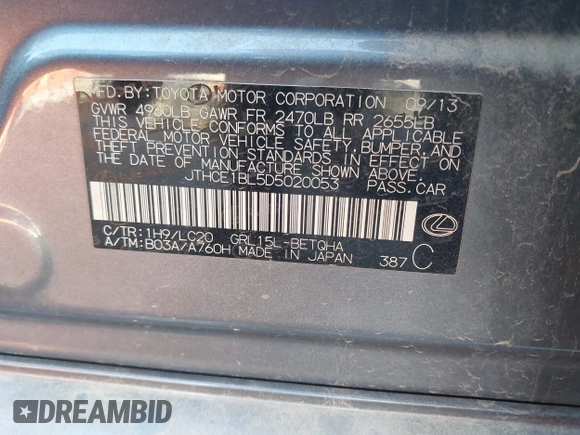 MFD. BY: TOYOTA MOTOR CORPORATION 09/13
GVWR 4960LB GAWR FR 2470LB RR 2655LB
THIS VEHICLE CONFORMS TO ALL APPLICABLE
FEDERAL MOTOR VEHICLE SAFETY, BUMPER, AND
THEFT PREVENTION STANDARDS IN EFFECT ON
THE DATE OF MANUFACTURE SHOWN ABOVE.
JTHCE1BL5D5020053 PASS. CAR
C/TR: 1H9/LC20 GRL15L-BETQHA
A/TM: B03A/A760H MADE IN JAPAN 387 C
DREAMBID